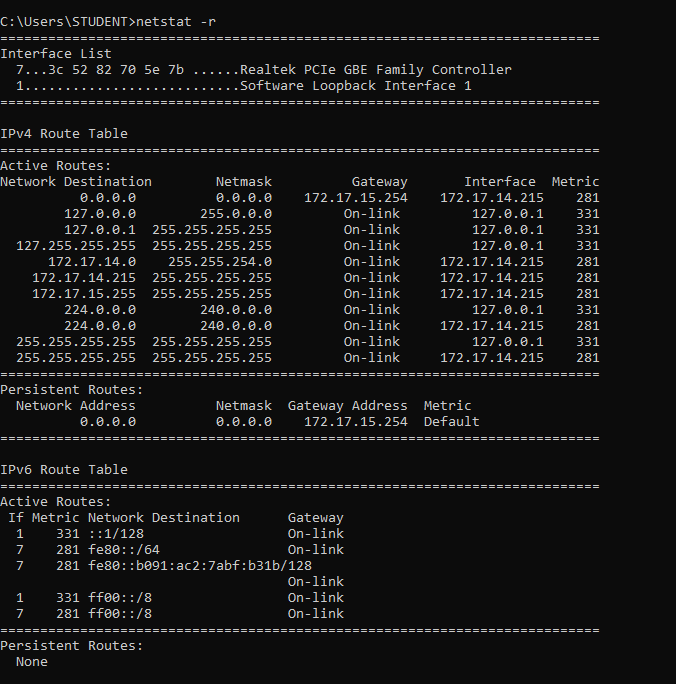 C:\Users\STUDENT>netstat -r
===========================================================================
Interface List
  7...3c 52 82 70 5e 7b ......Realtek PCIe GBE Family Controller
  1...........................Software Loopback Interface 1
===========================================================================

IPv4 Route Table
===========================================================================
Active Routes:
Network Destination        Netmask          Gateway       Interface  Metric
          0.0.0.0          0.0.0.0    172.17.15.254    172.17.14.215    281
        127.0.0.0        255.0.0.0         On-link         127.0.0.1    331
        127.0.0.1  255.255.255.255         On-link         127.0.0.1    331
  127.255.255.255  255.255.255.255         On-link         127.0.0.1    331
      172.17.14.0    255.255.254.0         On-link     172.17.14.215    281
    172.17.14.215  255.255.255.255         On-link     172.17.14.215    281
    172.17.15.255  255.255.255.255         On-link     172.17.14.215    281
        224.0.0.0        240.0.0.0         On-link         127.0.0.1    331
        224.0.0.0        240.0.0.0         On-link     172.17.14.215    281
  255.255.255.255  255.255.255.255         On-link         127.0.0.1    331
  255.255.255.255  255.255.255.255         On-link     172.17.14.215    281
===========================================================================
Persistent Routes:
  Network Address          Netmask  Gateway Address  Metric
          0.0.0.0          0.0.0.0    172.17.15.254  Default
===========================================================================

IPv6 Route Table
===========================================================================
Active Routes:
 If Metric Network Destination      Gateway
  1    331 ::1/128                  On-link
  7    281 fe80::/64                On-link
  7    281 fe80::b091:ac2:7abf:b31b/128
                                    On-link
  1    331 ff00::/8                 On-link
  7    281 ff00::/8                 On-link
===========================================================================
Persistent Routes:
  None